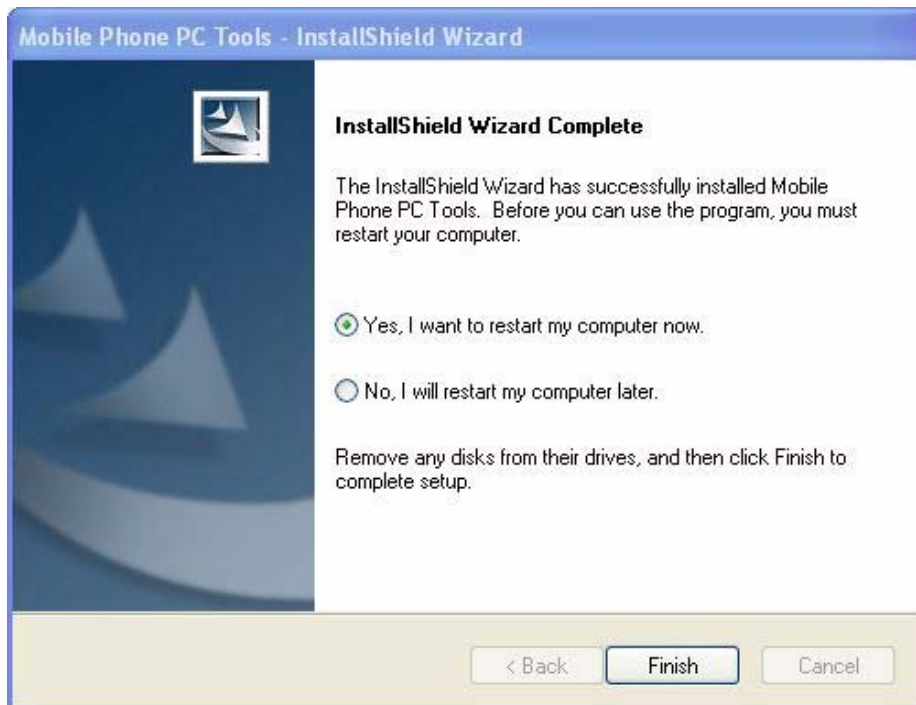 Mobile Phone PC Tools - InstallShield Wizard
InstallShield Wizard Complete
The InstallShield Wizard has successfully installed Mobile
Phone PC Tools. Before you can use the program, you must
restart your computer.
Yes, I want to restart my computer now.
No, I will restart my computer later.
Remove any disks from their drives, and then click Finish to
complete setup.
< Back
Finish
Cancel